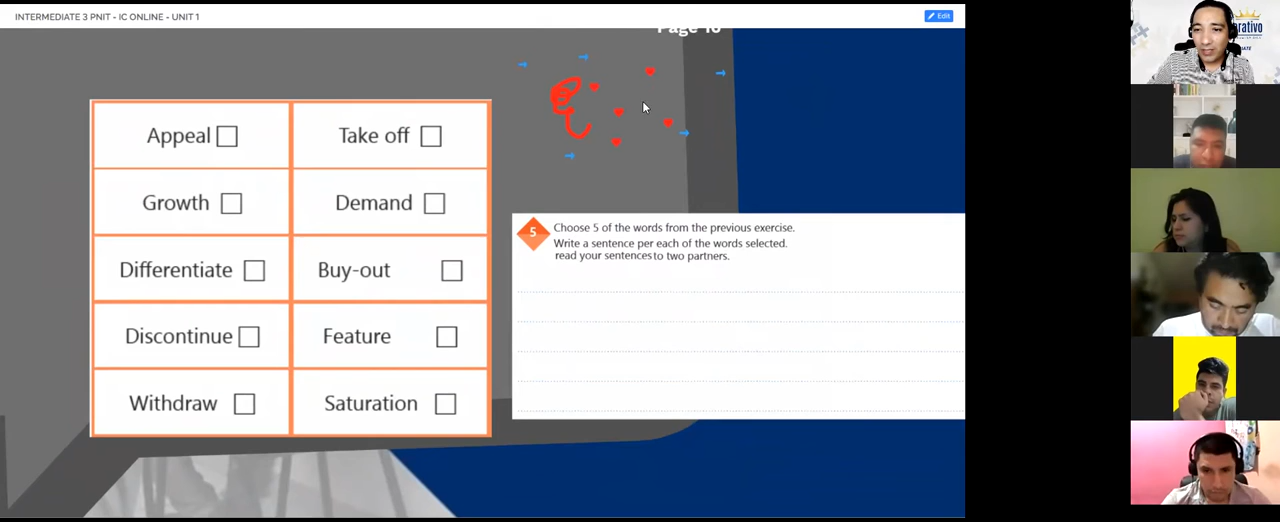 INTERMEDIATE 3 PNIT - IC ONLINE - UNIT 1
Edit
Page 16
Appeal
Take off
Growth
Demand
Differentiate
Buy-out
Discontinue
Feature
Withdraw
Saturation
5
Choose 5 of the words from the previous exercise.
Write a sentence per each of the words selected.
read your sentences to two partners.